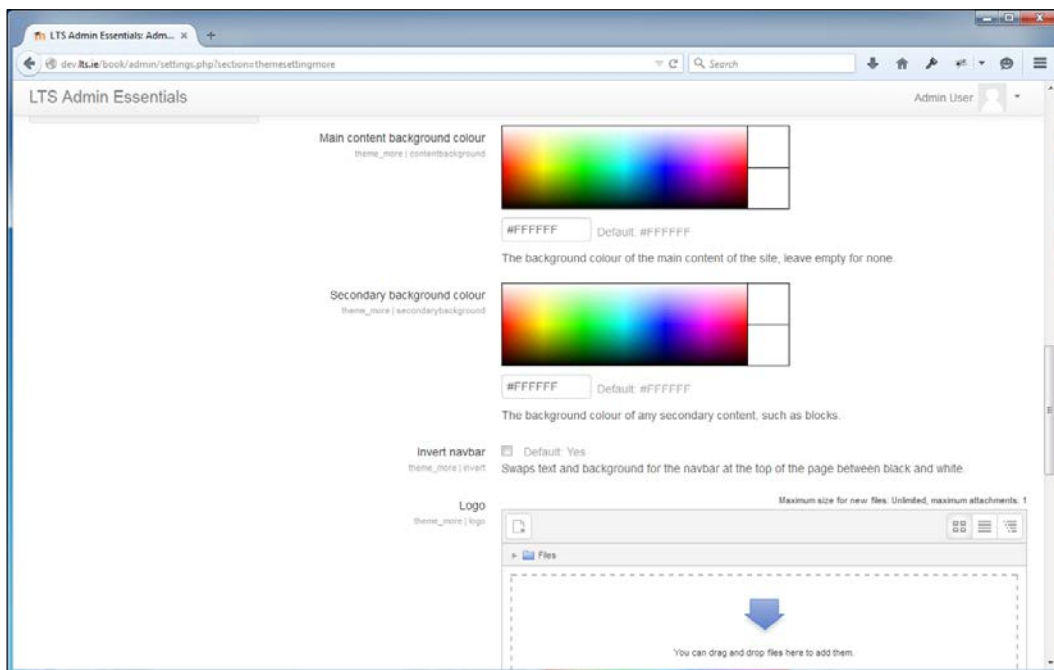 LTS Admin Essentials: Adm...
dev.lts.ie/book/admin/settings.php?section=themesettingmore
Search
LTS Admin Essentials
Admin User
Main content background colour
theme_more | contentbackground
#FFFFFF Default: #FFFFFF
The background colour of the main content of the site, leave empty for none.
Secondary background colour
theme_more | secondarybackground
#FFFFFF Default: #FFFFFF
The background colour of any secondary content, such as blocks.
Invert navbar Default: Yes
theme_more | invert
Swaps text and background for the navbar at the top of the page between black and white.
Logo
theme_more | logo
Maximum size for new files: Unlimited, maximum attachments: 1
Files
You can drag and drop files here to add them.